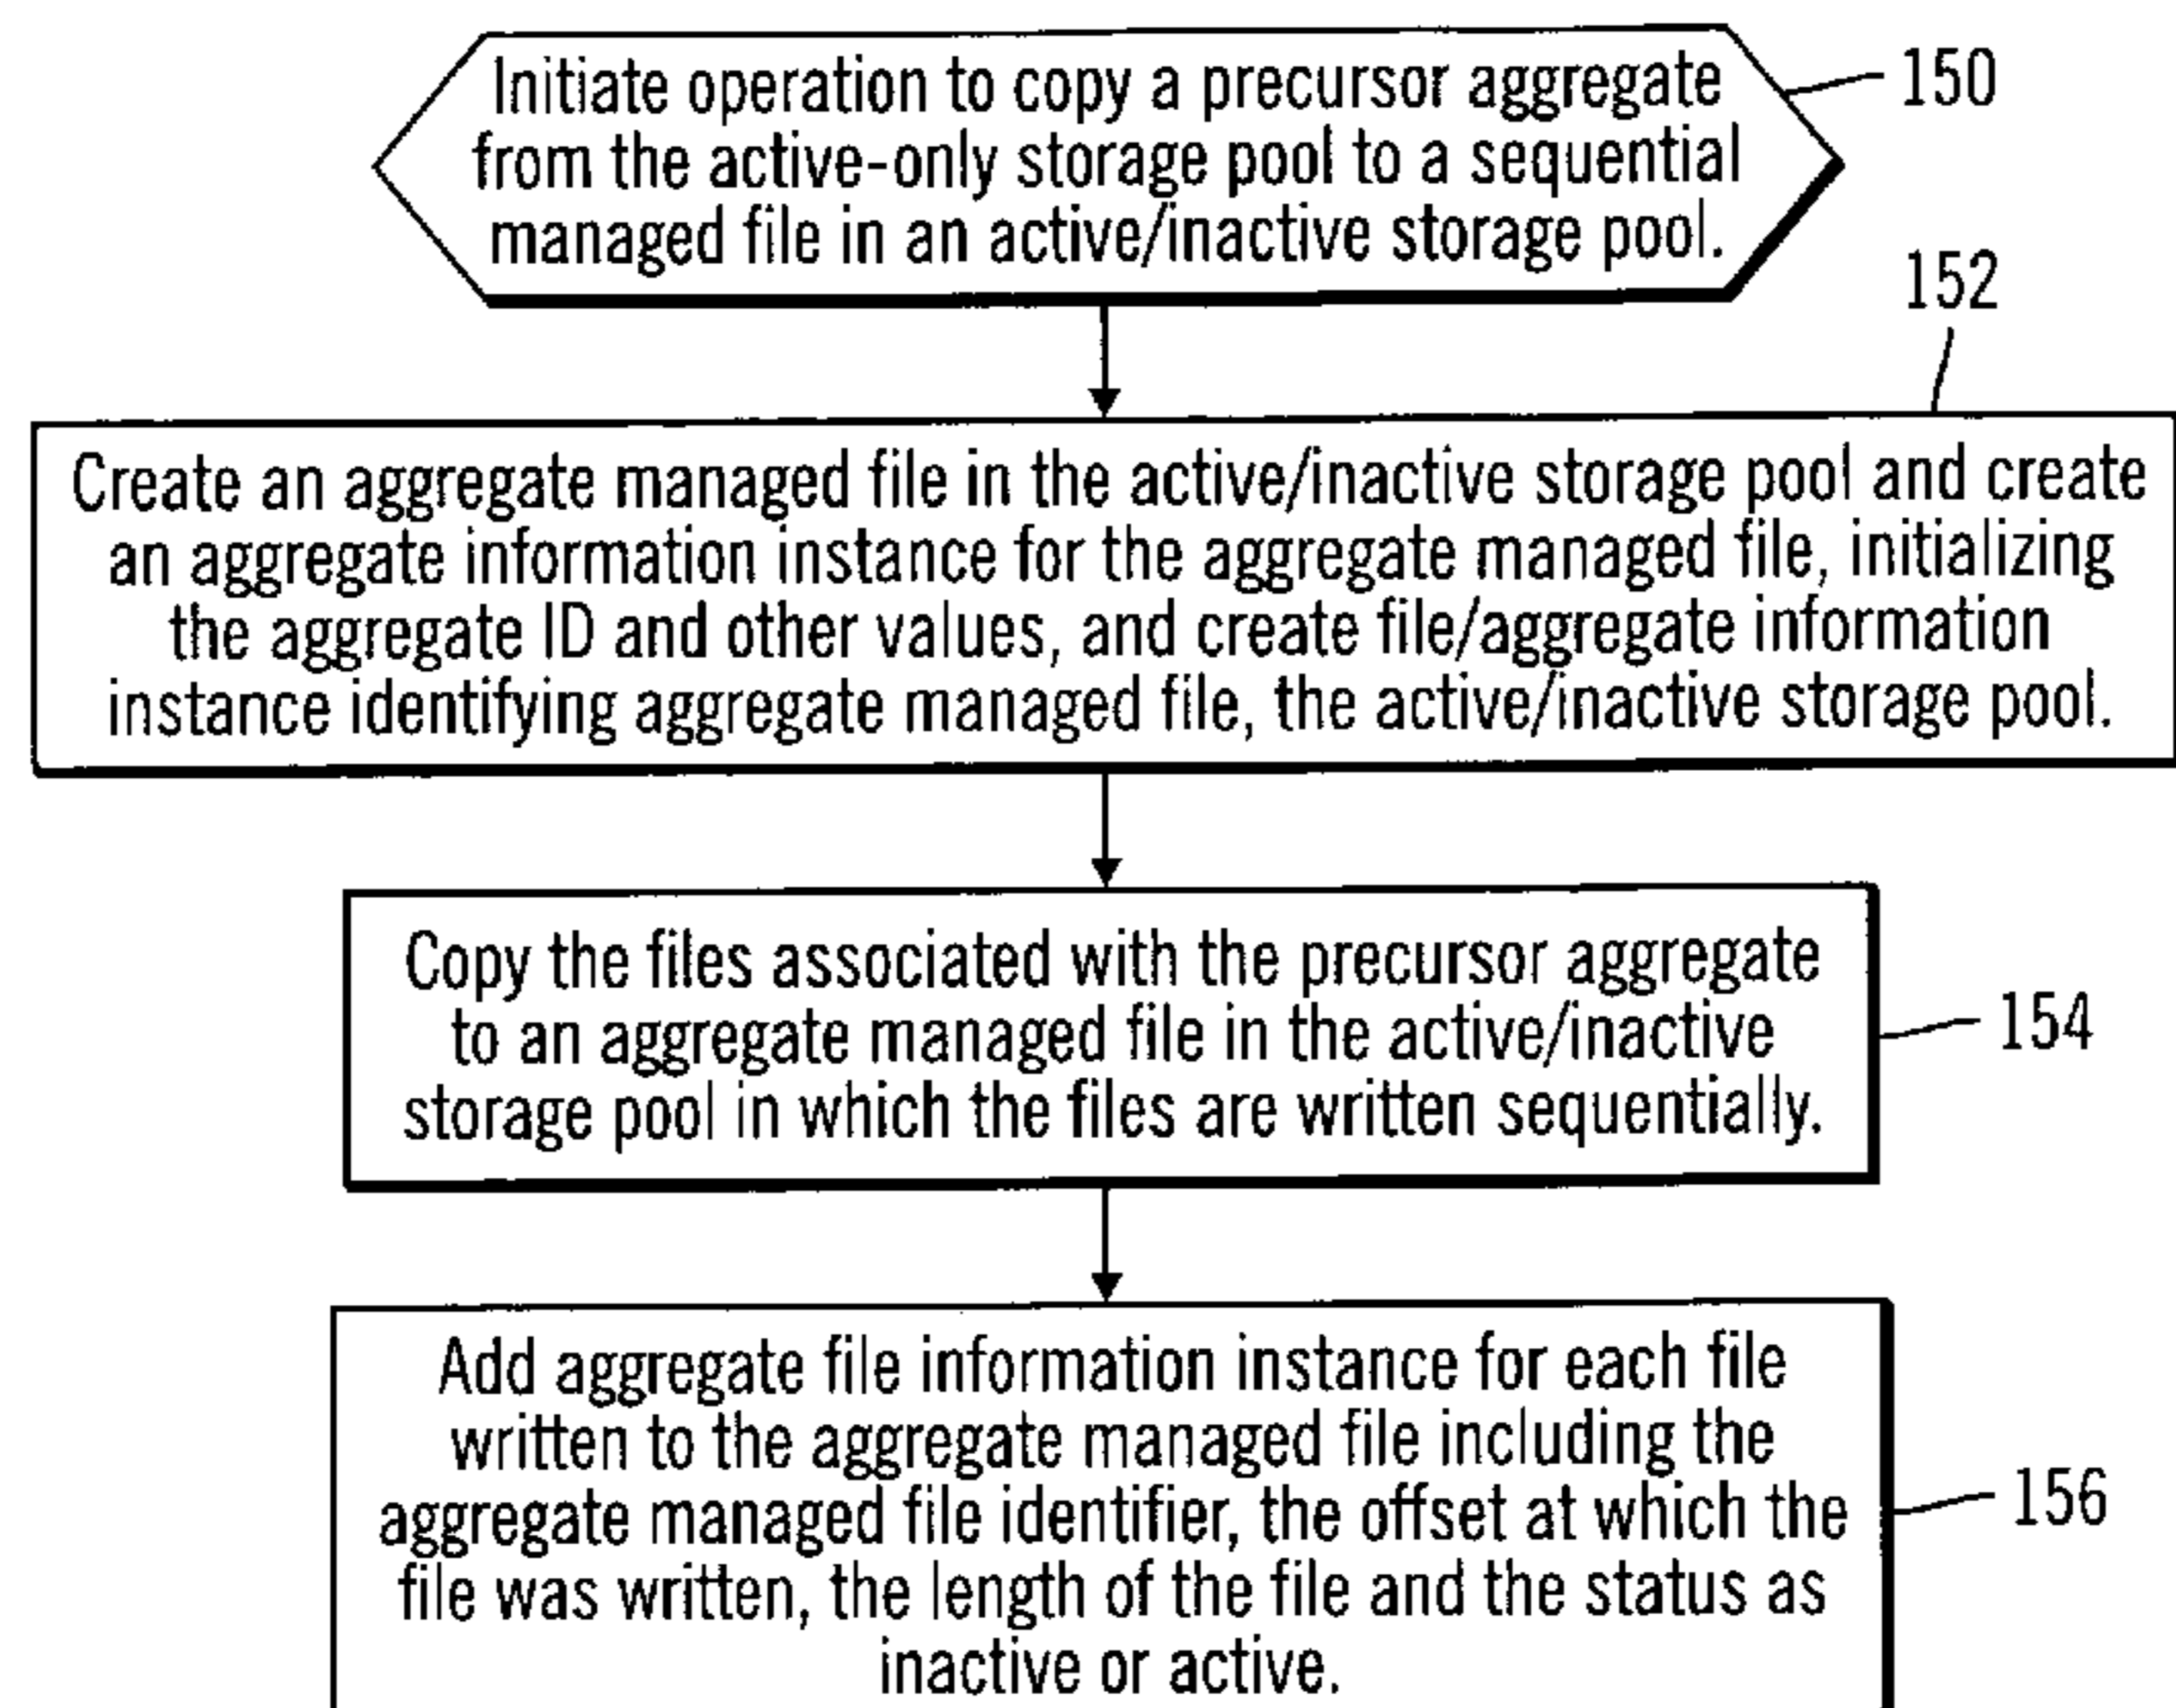 Initiate operation to copy a precursor aggregate
from the active-only storage pool to a sequential
managed file in an active/inactive storage pool.
150
152
Create an aggregate managed file in the active/inactive storage pool and create
an aggregate information instance for the aggregate managed file, initializing
the aggregate ID and other values, and create file/aggregate information
instance identifying aggregate managed file, the active/inactive storage pool.
Copy the files associated with the precursor aggregate
to an aggregate managed file in the active/inactive
storage pool in which the files are written sequentially.
154
Add aggregate file information instance for each file
written to the aggregate managed file including the
aggregate managed file identifier, the offset at which the
file was written, the length of the file and the status as
inactive or active.
156